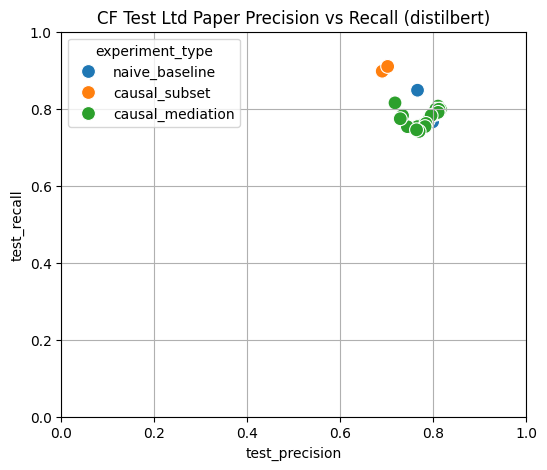 CF Test Ltd Paper Precision vs Recall (distilbert)
experiment_type
naive_baseline
causal_subset
causal_mediation
test_recall
1.0
0.8
0.6
0.4
0.2
0.0
0.0 0.2 0.4 0.6 0.8 1.0
test_precision